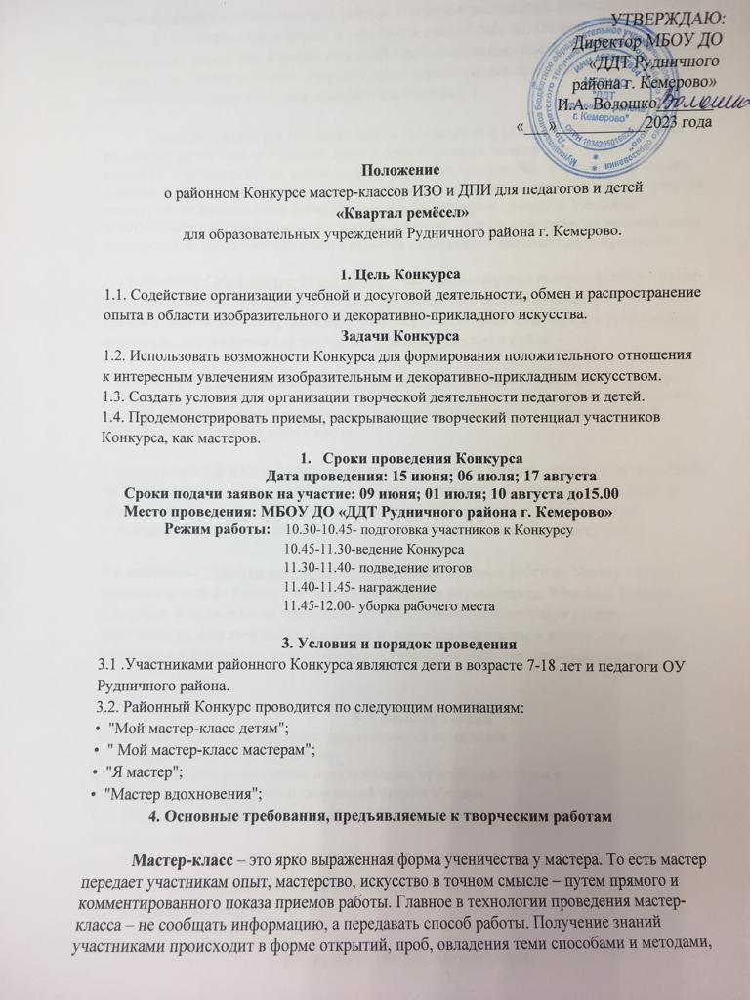 УТВЕРЖДАЮ:
Директор МБОУ ДО
«ДДТ Рудничного
района г. Кемерово»
И.А. Волошко
«___»____________2023 года
Положение
о районном Конкурсе мастер-классов ИЗО и ДПИ для педагогов и детей
«Квартал ремёсел»
для образовательных учреждений Рудничного района г. Кемерово.
1. Цель Конкурса
1.1. Содействие организации учебной и досуговой деятельности, обмен и распространение
опыта в области изобразительного и декоративно-прикладного искусства.
Задачи Конкурса
1.2. Использовать возможности Конкурса для формирования положительного отношения
к интересным увлечениям изобразительным и декоративно-прикладным искусством.
1.3. Создать условия для организации творческой деятельности педагогов и детей.
1.4. Продемонстрировать приемы, раскрывающие творческий потенциал участников
Конкурса, как мастеров.
1. Сроки проведения Конкурса
Дата проведения: 15 июня; 06 июля; 17 августа
Сроки подачи заявок на участие: 09 июня; 01 июля; 10 августа до15.00
Место проведения: МБОУ ДО «ДДТ Рудничного района г. Кемерово»
Режим работы: 10.30-10.45- подготовка участников к Конкурсу
10.45-11.30-ведение Конкурса
11.30-11.40- подведение итогов
11.40-11.45- награждение
11.45-12.00- уборка рабочего места
3. Условия и порядок проведения
3.1 .Участниками районного Конкурса являются дети в возрасте 7-18 лет и педагоги ОУ
Рудничного района.
3.2. Районный Конкурс проводится по следующим номинациям:
• "Мой мастер-класс детям";
• " Мой мастер-класс мастерам";
• "Я мастер";
• "Мастер вдохновения";
4. Основные требования, предъявляемые к творческим работам
Мастер-класс – это ярко выраженная форма ученичества у мастера. То есть мастер
передает участникам опыт, мастерство, искусство в точном смысле – путем прямого и
комментированного показа приемов работы. Главное в технологии проведения мастер-
класса – не сообщать информацию, а передавать способ работы. Получение знаний
участниками происходит в форме открытий, проб, овладения теми способами и методами,